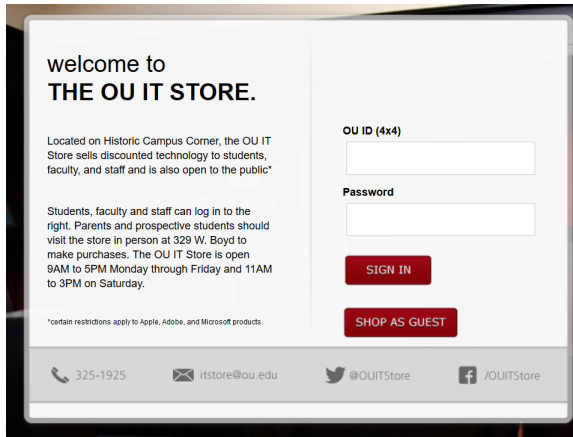 welcome to
THE OU IT STORE.
Located on Historic Campus Corner, the OU IT
Store sells discounted technology to students,
faculty, and staff and is also open to the public*
Students, faculty and staff can log in to the
right. Parents and prospective students should
visit the store in person at 329 W. Boyd to
make purchases. The OU IT Store is open
9AM to 5PM Monday through Friday and 11AM
to 3PM on Saturday.
*certain restrictions apply to Apple, Adobe, and Microsoft products.
OU ID (4x4)
Password
SIGN IN
SHOP AS GUEST
325-1925
itstore@ou.edu
@OUITStore
/OUITStore